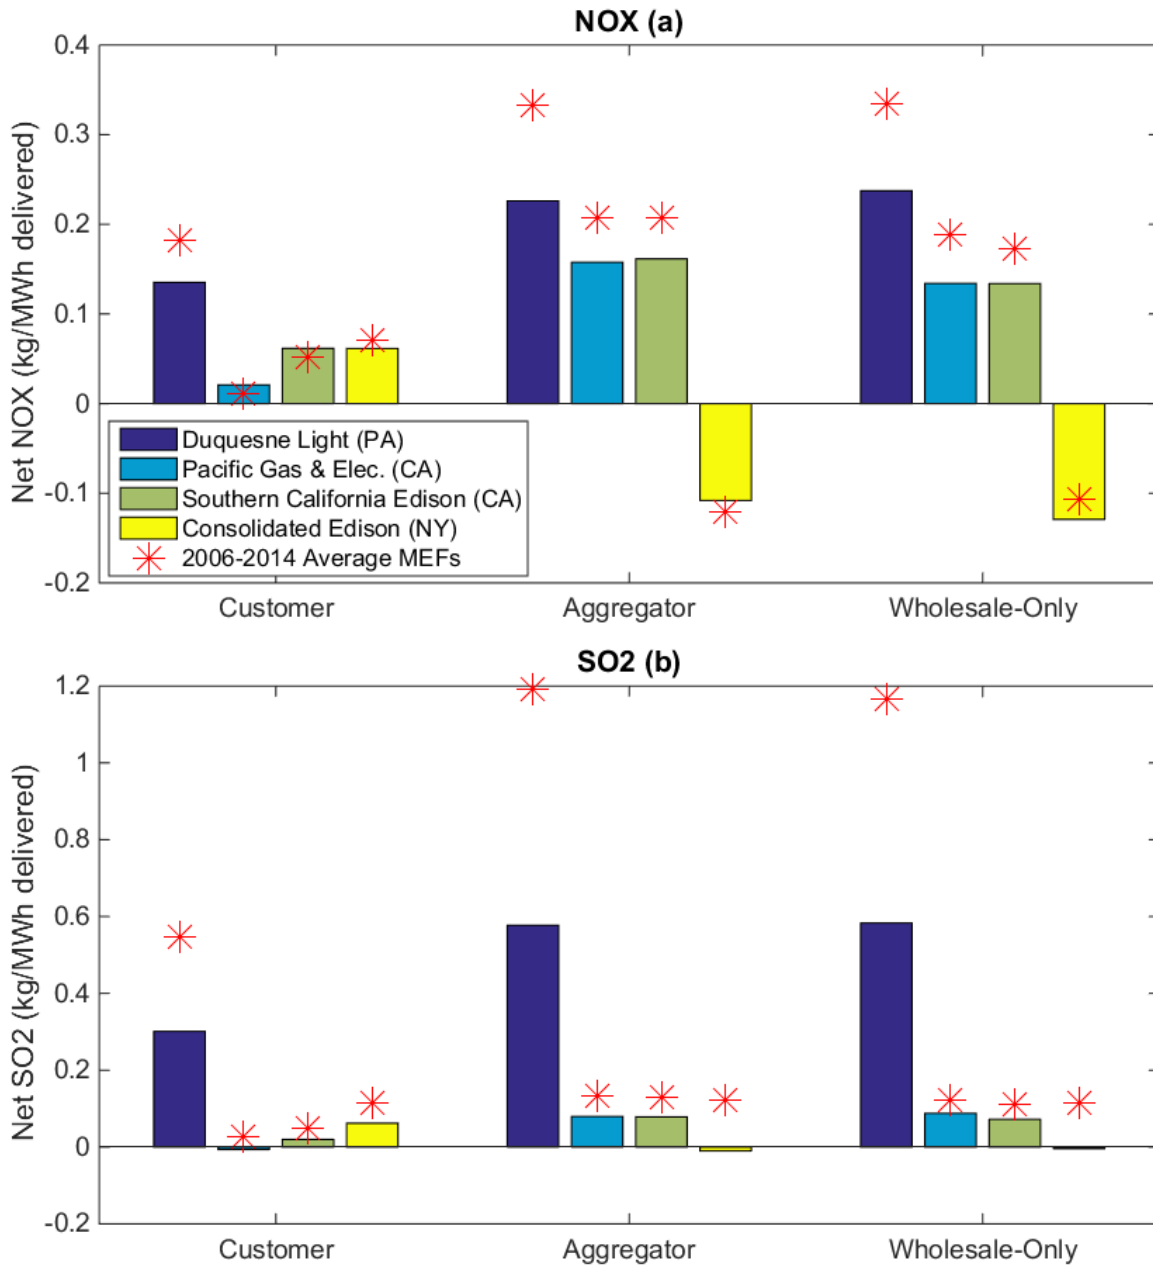 NOX (a)
Net NOX (kg/MWh delivered)
0.4
0.3
0.2
0.1
0
-0.1
-0.2
Duquesne Light (PA)
Pacific Gas & Elec. (CA)
Southern California Edison (CA)
Consolidated Edison (NY)
2006-2014 Average MEFs
Customer Aggregator Wholesale-Only
SO2 (b)
Net SO2 (kg/MWh delivered)
1.2
1
0.8
0.6
0.4
0.2
0
-0.2
Customer Aggregator Wholesale-Only